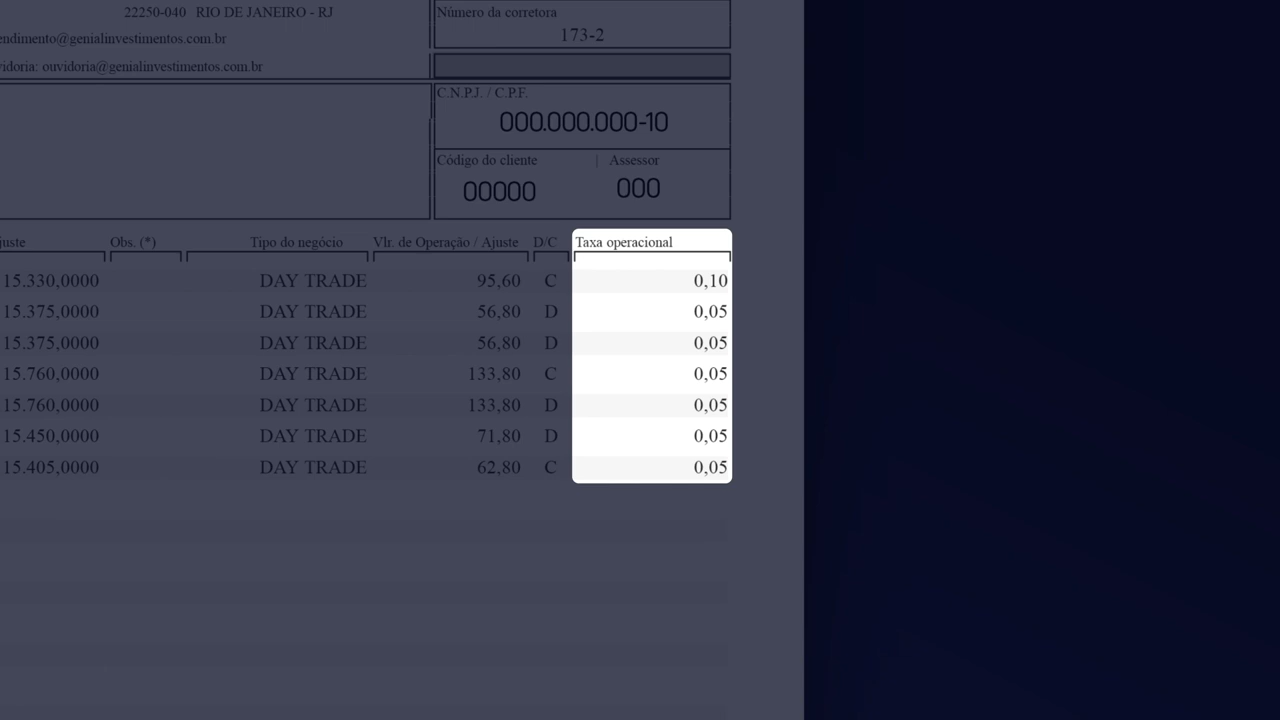 22250-040 RIO DE JANEIRO - RJ
Número da corretora
173-2
endimento@genialinvestimentos.com.br
vidoria: ouvidoria@genialinvestimentos.com.br
C.N.P.J. / C.P.F.
000.000.000-10
Código do cliente | Assessor
00000 000
juste Obs. (*) Tipo do negócio Vlr. de Operação / Ajuste D/C Taxa operacional
15.330,0000 DAY TRADE 95,60 C 0,10
15.375,0000 DAY TRADE 56,80 D 0,05
15.375,0000 DAY TRADE 56,80 D 0,05
15.760,0000 DAY TRADE 133,80 C 0,05
15.760,0000 DAY TRADE 133,80 D 0,05
15.450,0000 DAY TRADE 71,80 D 0,05
15.405,0000 DAY TRADE 62,80 C 0,05